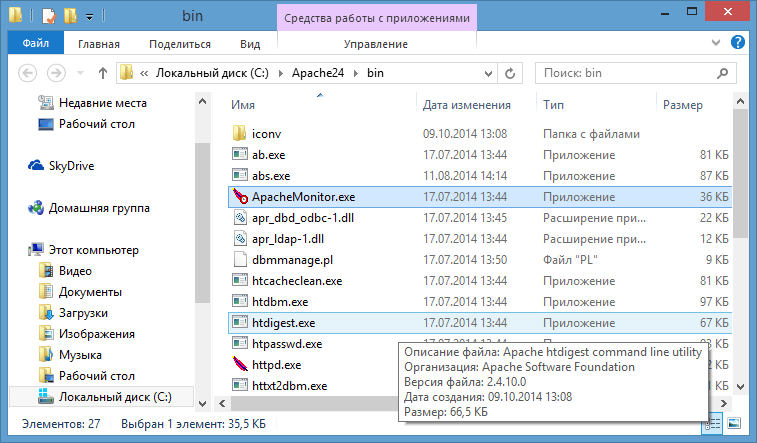 bin
Средства работы с приложениями
Файл
Главная
Поделиться
Вид
Управление
« Локальный диск (C:) Apache24 bin
Поиск: bin
Недавние места
Рабочий стол
SkyDrive
Домашняя группа
Этот компьютер
Видео
Документы
Загрузки
Изображения
Музыка
Рабочий стол
Локальный диск (C:)
Имя Дата изменения Тип Размер
iconv 09.10.2014 13:08 Папка с файлами
ab.exe 17.07.2014 13:44 Приложение 81 КБ
abs.exe 11.08.2014 14:14 Приложение 87 КБ
ApacheMonitor.exe 17.07.2014 13:44 Приложение 36 КБ
apr_dbd_odbc-1.dll 17.07.2014 13:45 Расширение при... 22 КБ
apr_ldap-1.dll 17.07.2014 13:44 Расширение при... 12 КБ
dbmmanage.pl 17.07.2014 13:50 Файл "PL" 9 КБ
htcacheclean.exe 17.07.2014 13:44 Приложение 81 КБ
htdbm.exe 17.07.2014 13:44 Приложение 97 КБ
htdigest.exe 17.07.2014 13:44 Приложение 67 КБ
htpasswd.exe
httpd.exe
httxt2dbm.exe
Описание файла: Apache htdigest command line utility
Организация: Apache Software Foundation
Версия файла: 2.4.10.0
Дата создания: 09.10.2014 13:08
Размер: 66,5 КБ
Элементов: 27 Выбран 1 элемент: 35,5 КБ